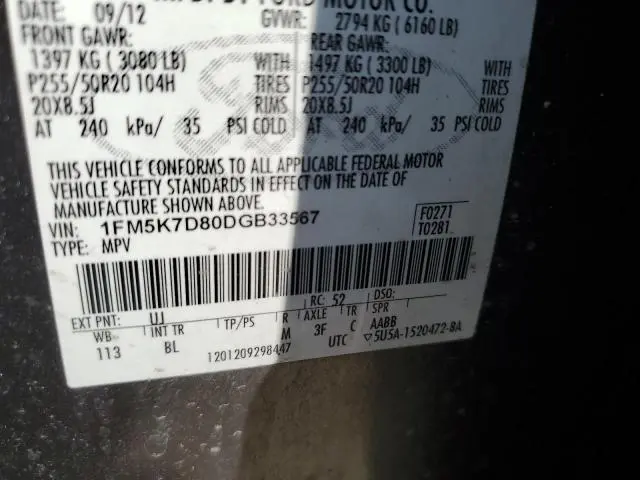 DATE: 09/12 GVWR: 2794 KG ( 6160 LB)
FRONT GAWR: REAR GAWR:
1397 KG ( 3080 LB) WITH 1497 KG ( 3300 LB) WITH
P255/50R20 104H TIRES P255/50R20 104H TIRES
20X8.5J RIMS 20X8.5J RIMS
AT 240 kPa/ 35 PSI COLD AT 240 kPa/ 35 PSI COLD
THIS VEHICLE CONFORMS TO ALL APPLICABLE FEDERAL MOTOR
VEHICLE SAFETY STANDARDS IN EFFECT ON THE DATE OF
MANUFACTURE SHOWN ABOVE.
VIN: 1FM5K7D80DGB33567 F0271
TYPE: MPV T0281
RC: 52 DSO:
EXT PNT: UJ
WB INT TR TP/PS R AXLE TR SPR
113 BL M 3F C AABB
1201209298447 UTC ▽5U5A-1520472-BA